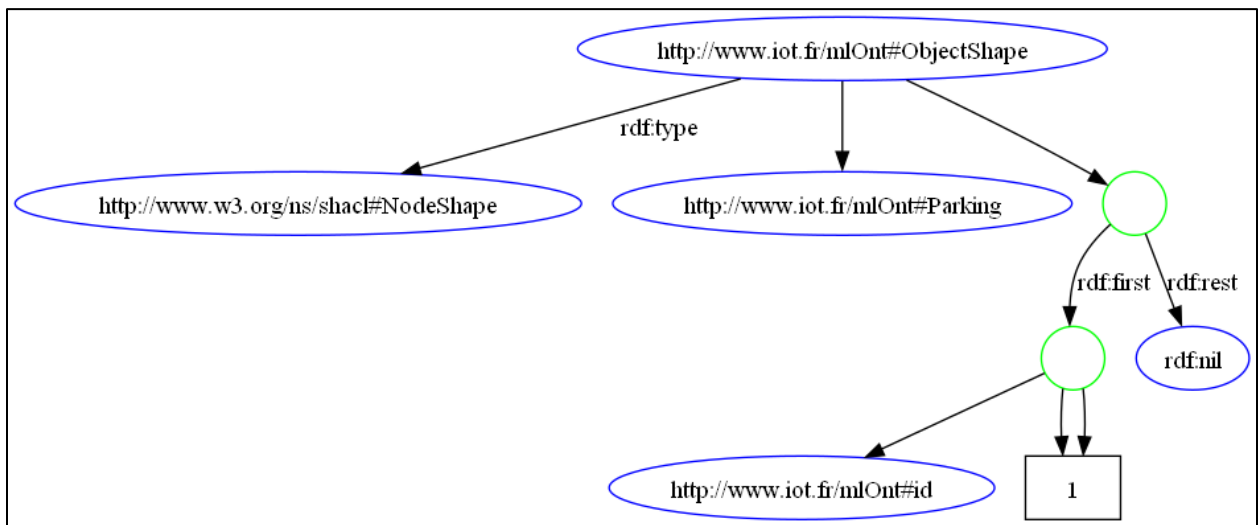 http://www.iot.fr/mlOnt#ObjectShape
rdf:type
http://www.w3.org/ns/shacl#NodeShape
http://www.iot.fr/mlOnt#Parking
rdf:first
rdf:rest
rdf:nil
http://www.iot.fr/mlOnt#id
1